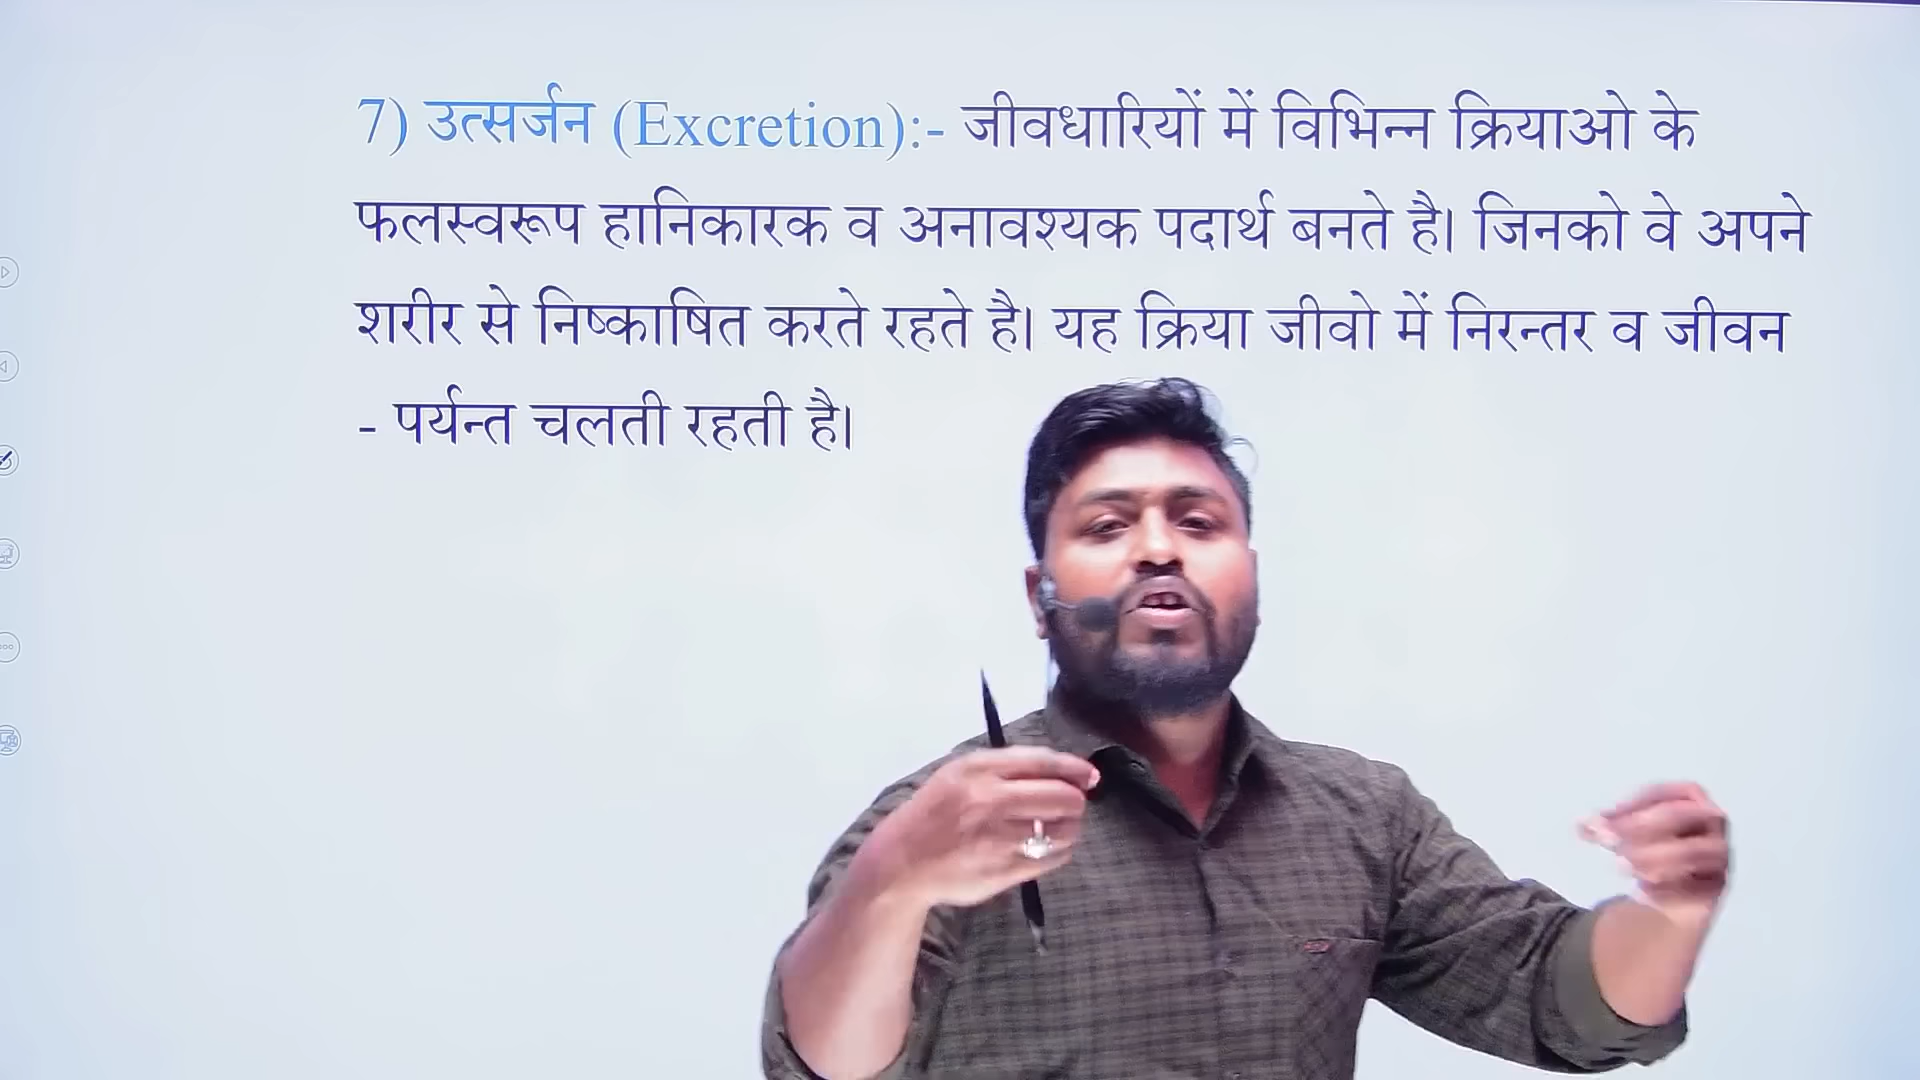 7) उत्सर्जन (Excretion):- जीवधारियों में विभिन्न क्रियाओ के
फलस्वरूप हानिकारक व अनावश्यक पदार्थ बनते है। जिनको वे अपने
शरीर से निष्काषित करते रहते है। यह क्रिया जीवो में निरन्तर व जीवन
- पर्यन्त चलती रहती है।